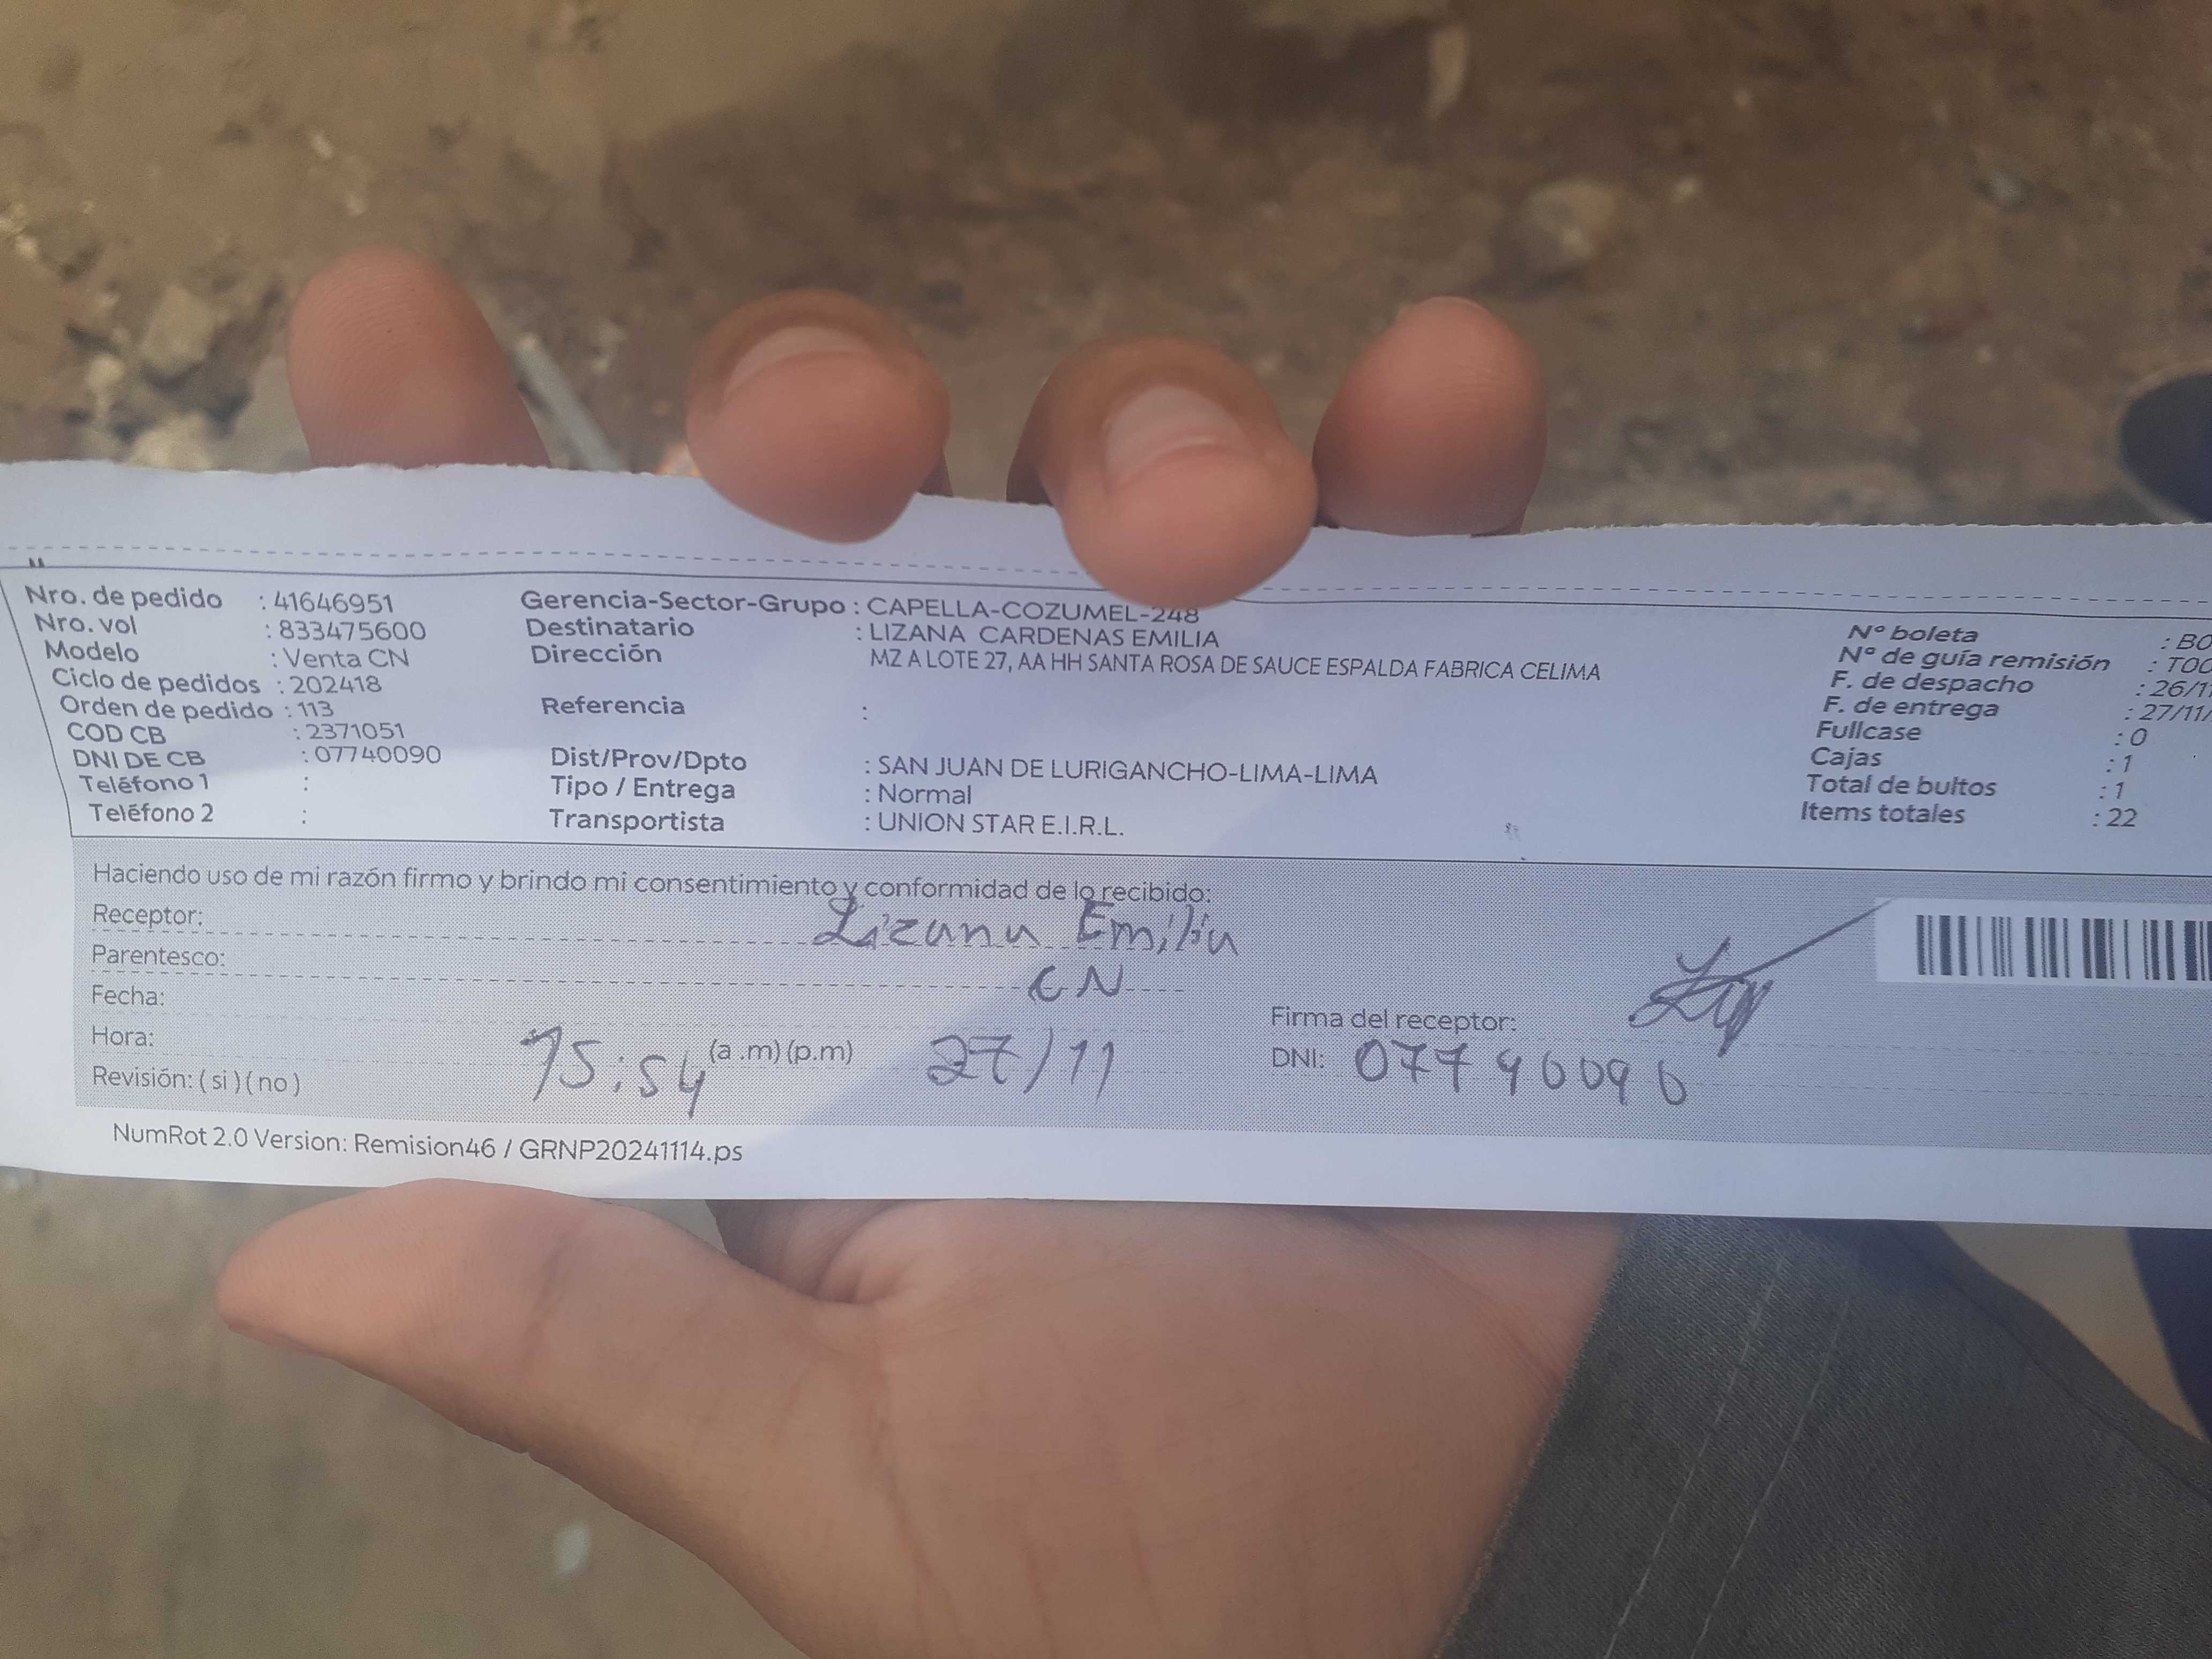 Nro. de pedido : 41646951
Nro. vol : 833475600
Modelo : Venta CN
Ciclo de pedidos : 202418
Orden de pedido : 113
COD CB : 2371051
DNI DE CB : 07740090
Teléfono 1 :
Teléfono 2 :
Gerencia-Sector-Grupo : CAPELLA-COZUMEL-248
Destinatario : LIZANA CARDENAS EMILIA
Dirección MZ A LOTE 27, AA HH SANTA ROSA DE SAUCE ESPALDA FABRICA CELIMA
Referencia :
Dist/Prov/Dpto : SAN JUAN DE LURIGANCHO-LIMA-LIMA
Tipo / Entrega : Normal
Transportista : UNION STAR E.I.R.L.
N° boleta : BO
N° de guía remisión : T00
F. de despacho : 26/11
F. de entrega : 27/11/
Fullcase : 0
Cajas : 1
Total de bultos : 1
Items totales : 22
Haciendo uso de mi razón firmo y brindo mi consentimiento y conformidad de lo recibido:
Receptor: Lizana Emilia
Parentesco: CN
Fecha:
Hora: 15:54 (a .m) (p.m) 27/11
Revisión: ( si ) ( no )
Firma del receptor:
DNI: 07740090
NumRot 2.0 Version: Remision46 / GRNP20241114.ps